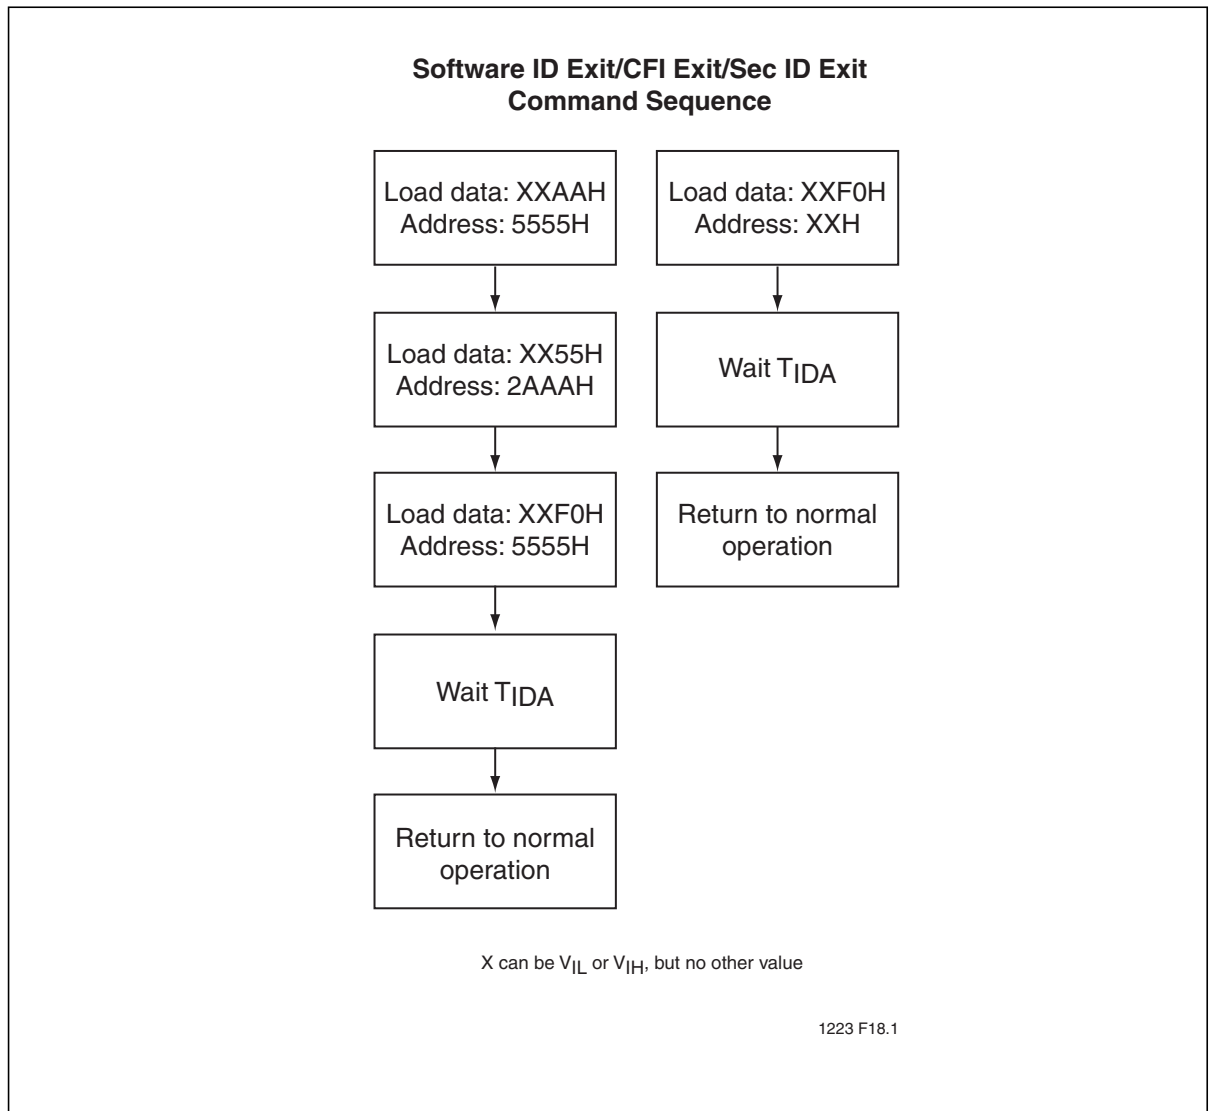 Software ID Exit/CFI Exit/Sec ID Exit
Command Sequence
Load data: XXAAH
Address: 5555H
Load data: XX55H
Address: 2AAAH
Load data: XXF0H
Address: 5555H
Wait TIDA
Return to normal
operation
Load data: XXF0H
Address: XXH
Wait TIDA
Return to normal
operation
X can be VIL or VIH, but no other value
1223 F18.1